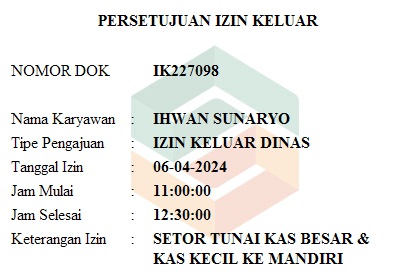 PERSETUJUAN IZIN KELUAR
NOMOR DOK IK227098
Nama Karyawan : IHWAN SUNARYO
Tipe Pengajuan : IZIN KELUAR DINAS
Tanggal Izin : 06-04-2024
Jam Mulai : 11:00:00
Jam Selesai : 12:30:00
Keterangan Izin : SETOR TUNAI KAS BESAR &
KAS KECIL KE MANDIRI